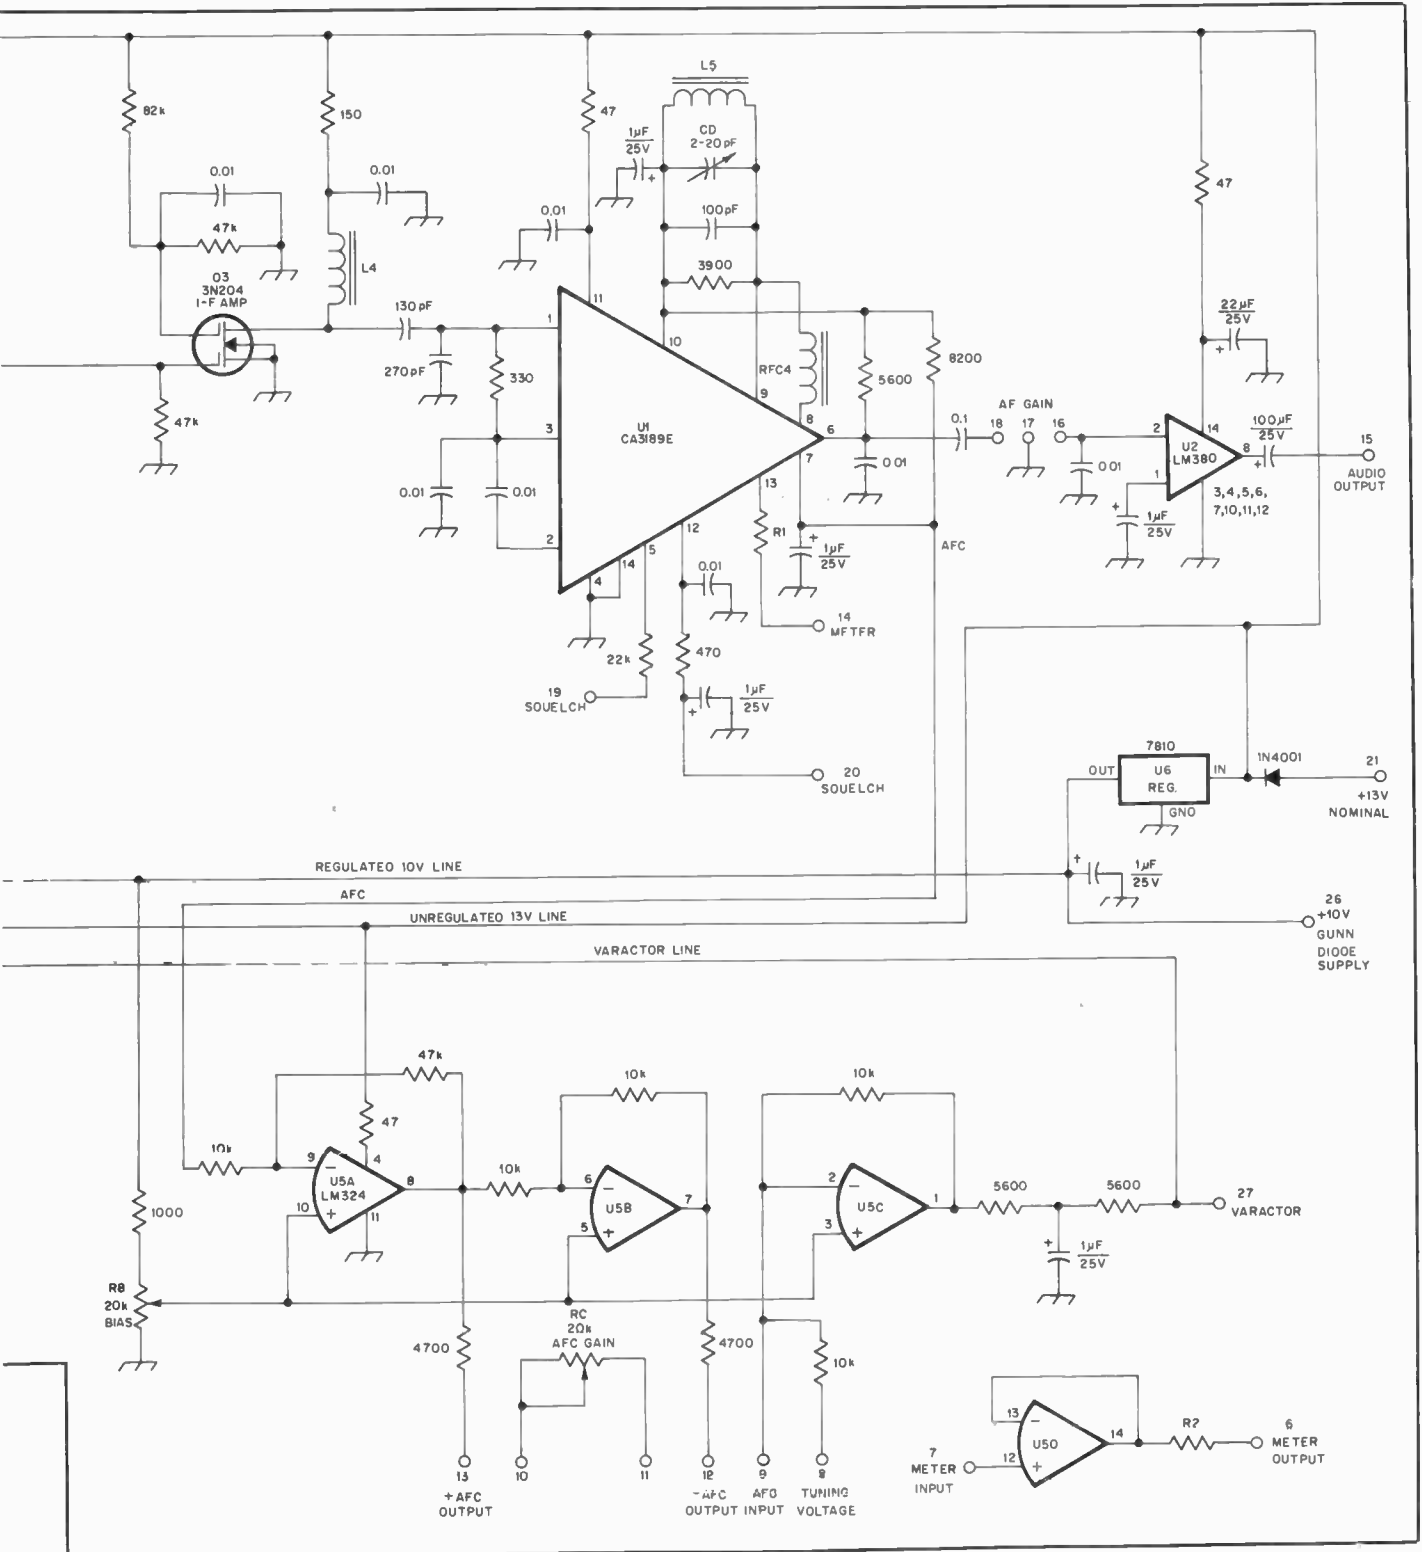 L5
82k
150
47
1µF
25V
CD
2-20pF
47
0.01
0.01
100pF
0.01
47k
3900
L4
Q3
3N204
I-F AMP
11
130pF
22µF
25V
1
10
270pF
330
RFC4
5600
8200
9
8
AF GAIN
47k
U1
CA3189E
6
0.1
18
17
16
2
14
100µF
25V
15
3
7
U2
LM380
8
0.01
0.01
13
1
AUDIO
OUTPUT
0.01
0.01
3,4,5,6,
7,10,11,12
12
R1
1µF
25V
2
5
1µF
25V
AFC
14
0.01
4
14
METER
22k
470
19
SQUELCH
1µF
25V
20
SQUELCH
7810
1N4001
21
OUT
U6
REG.
IN
+13V
NOMINAL
GND
REGULATED 10V LINE
1µF
25V
AFC
UNREGULATED 13V LINE
26
+10V
GUNN
DIODE
SUPPLY
VARACTOR LINE
47k
10k
10k
47
10k
9
−
4
10k
6
−
2
−
U5A
LM324
8
5600
5600
27
VARACTOR
10
+
11
U5B
7
U5C
1
1000
5
+
3
+
1µF
25V
R8
20k
BIAS
RC
20k
AFC GAIN
4700
4700
10k
13
−
U5D
14
R2
6
METER
OUTPUT
7
METER
INPUT
12
+
13
+AFC
OUTPUT
10
11
12
-AFC
OUTPUT
9
AFC
INPUT
8
TUNING
VOLTAGE